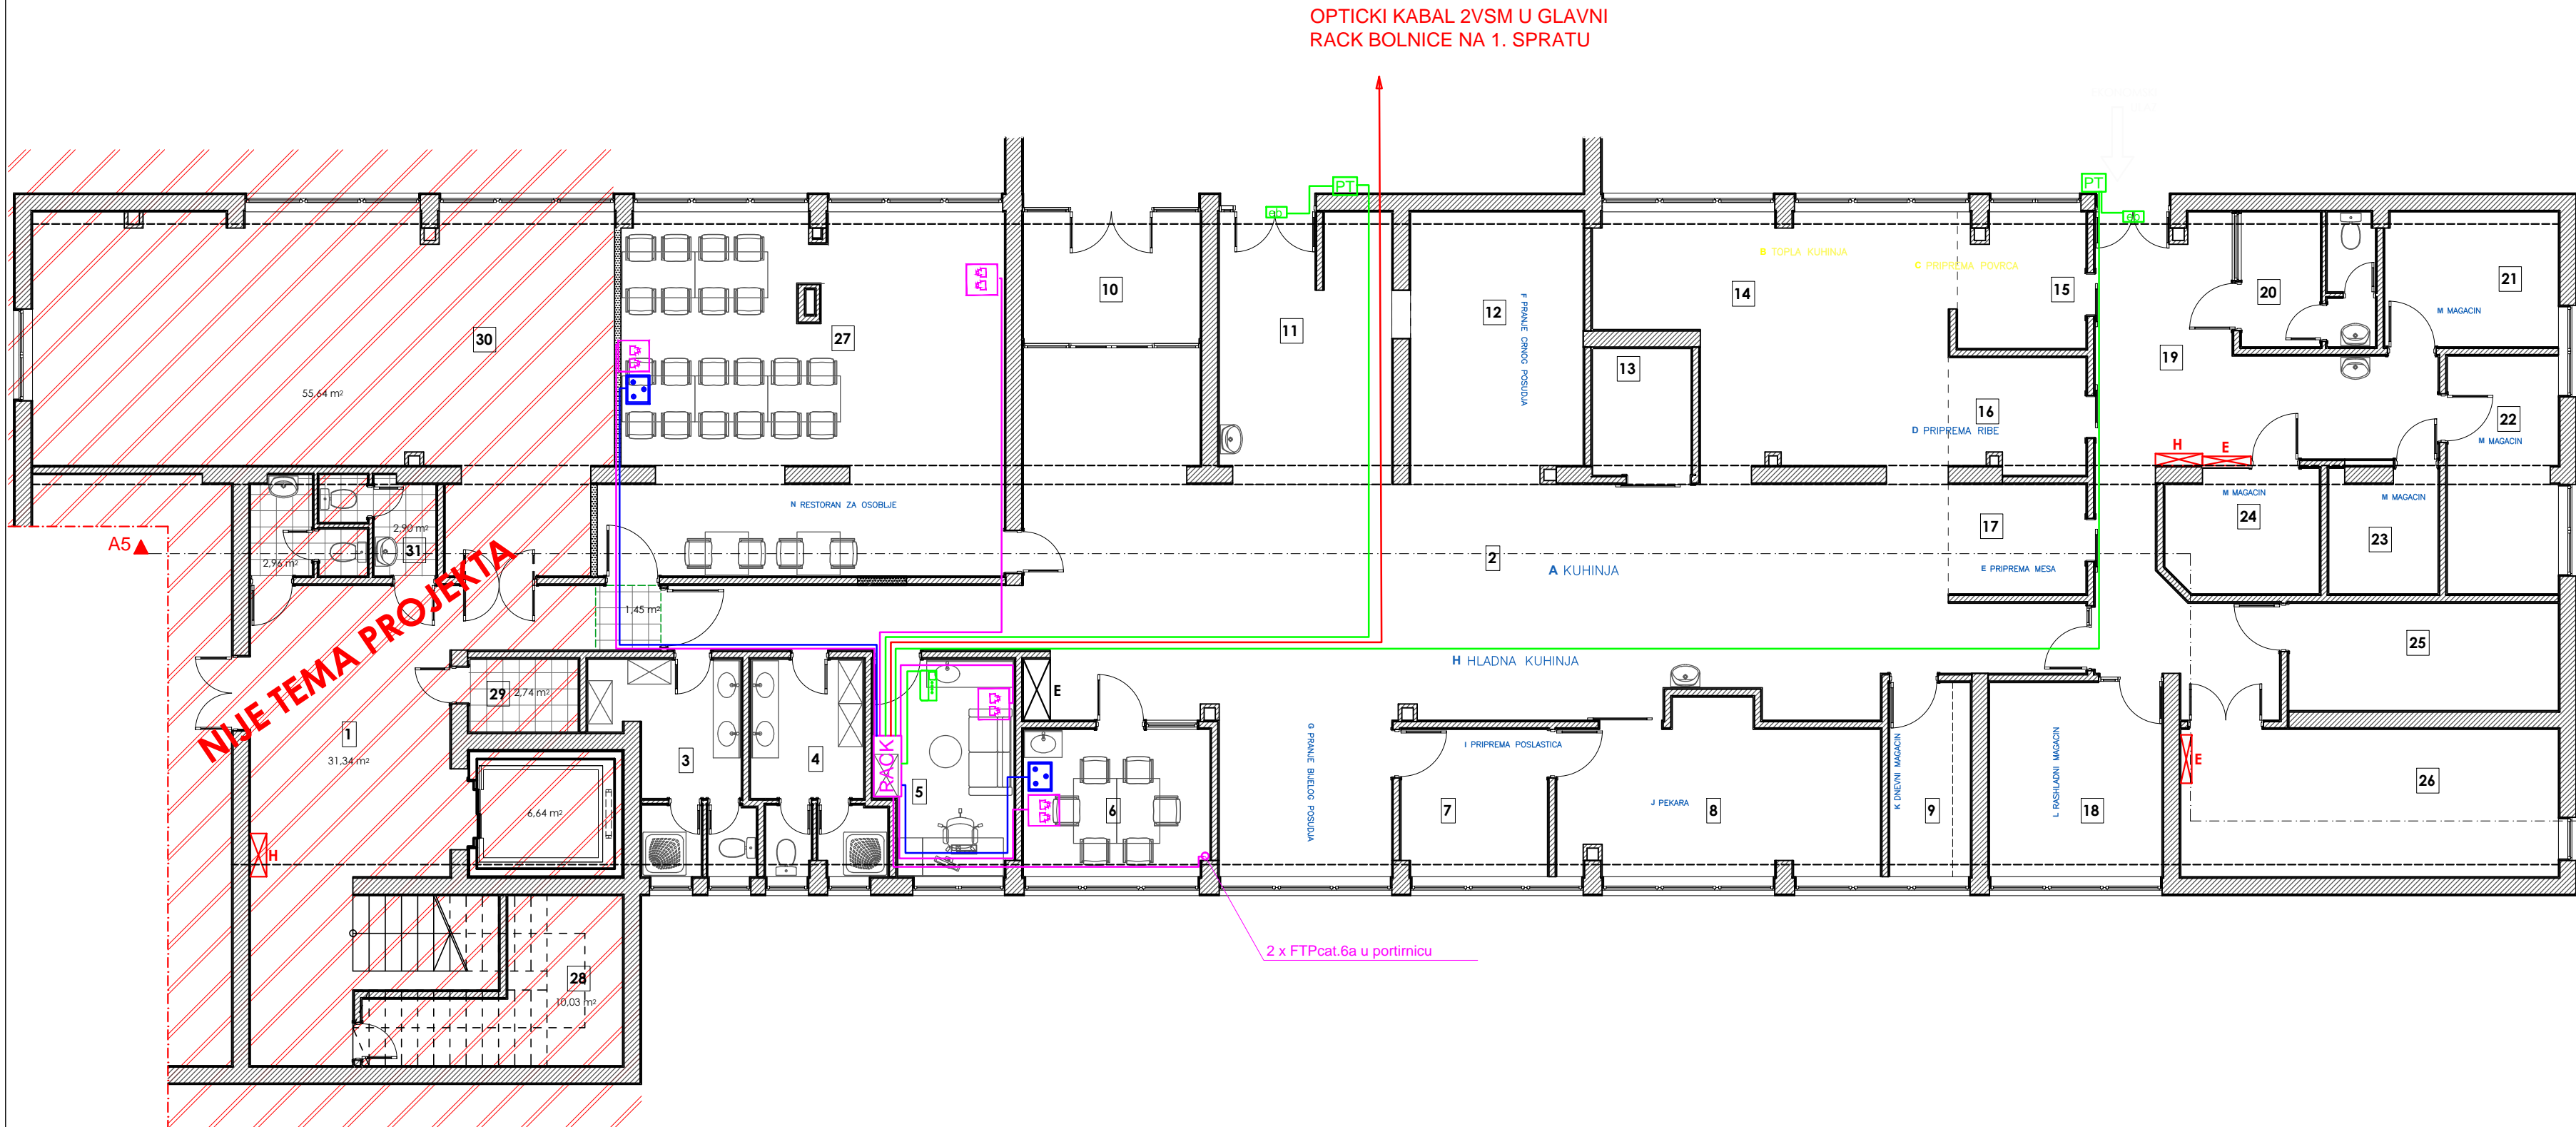 OPTICKI KABAL 2VSM U GLAVNI
RACK BOLNICE NA 1. SPRATU
PT
PT
ep
ep
B TOPLA KUHINJA
C PRIPREMA POVRCA
10
11
12
F PRANJE CRNOG POSUDJA
13
14
15
20
21
M MAGACIN
30
55,64 m²
27
19
16
D PRIPREMA RIBE
22
M MAGACIN
H
E
N RESTORAN ZA OSOBLJE
M MAGACIN
24
M MAGACIN
23
17
E PRIPREMA MESA
A5
2,96 m²
2,90 m²
31
NIJE TEMA PROJEKTA
2
A KUHINJA
1,45 m²
25
H HLADNA KUHINJA
29
2,74 m²
E
1
31,34 m²
3
4
RACK
5
6
G PRANJE BIJELOG POSUDJA
I PRIPREMA POSLASTICA
7
J PEKARA
8
K DNEVNI MAGACIN
9
L RASHLADNI MAGACIN
18
E
26
6,64 m²
H
2 x FTPcat.6a u portirnicu
28
10,03 m²